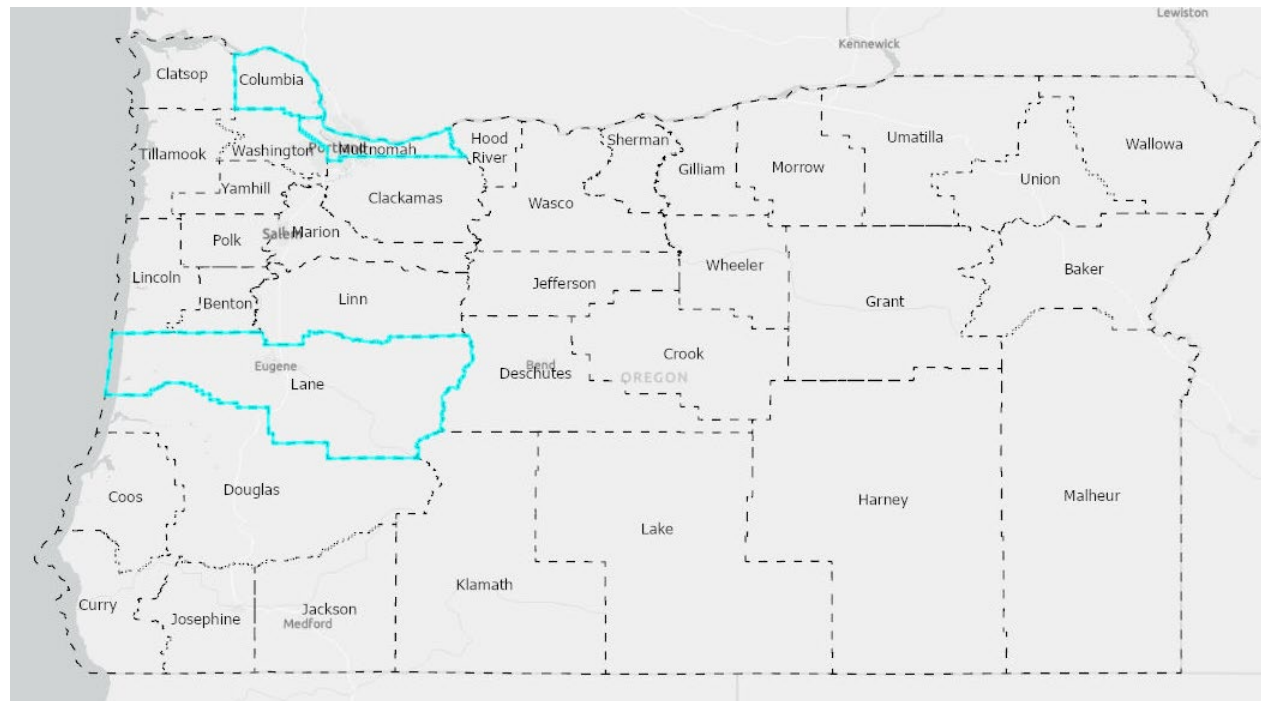 Lewiston
Kennewick
Clatsop
Columbia
Hood
River
Sherman
Umatilla
Wallowa
Tillamook
Washington
Portland
Multnomah
Gilliam
Morrow
Union
Yamhill
Clackamas
Wasco
Polk
Salem
Marion
Wheeler
Baker
Lincoln
Jefferson
Benton
Linn
Grant
Crook
Eugene
Bend
Deschutes
OREGON
Lane
Coos
Douglas
Harney
Malheur
Lake
Klamath
Curry
Josephine
Jackson
Medford